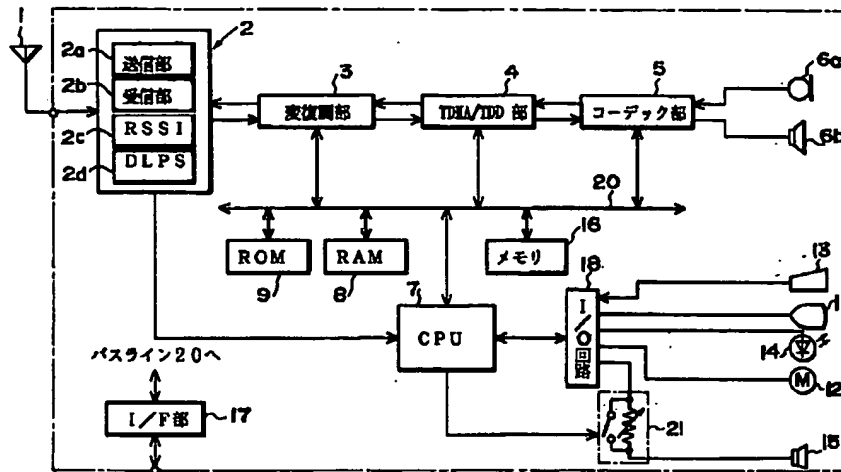 1
2
2a 送信部
2b 受信部
2c RSSI
2d DLPS
3
変復調部
4
TDMA/TDD 部
5
コーデック部
6a
6b
20
ROM
9
RAM
8
メモリ
16
7
CPU
18
I/O回路
13
1
14
M
12
21
15
バスライン20へ
I/F部
17